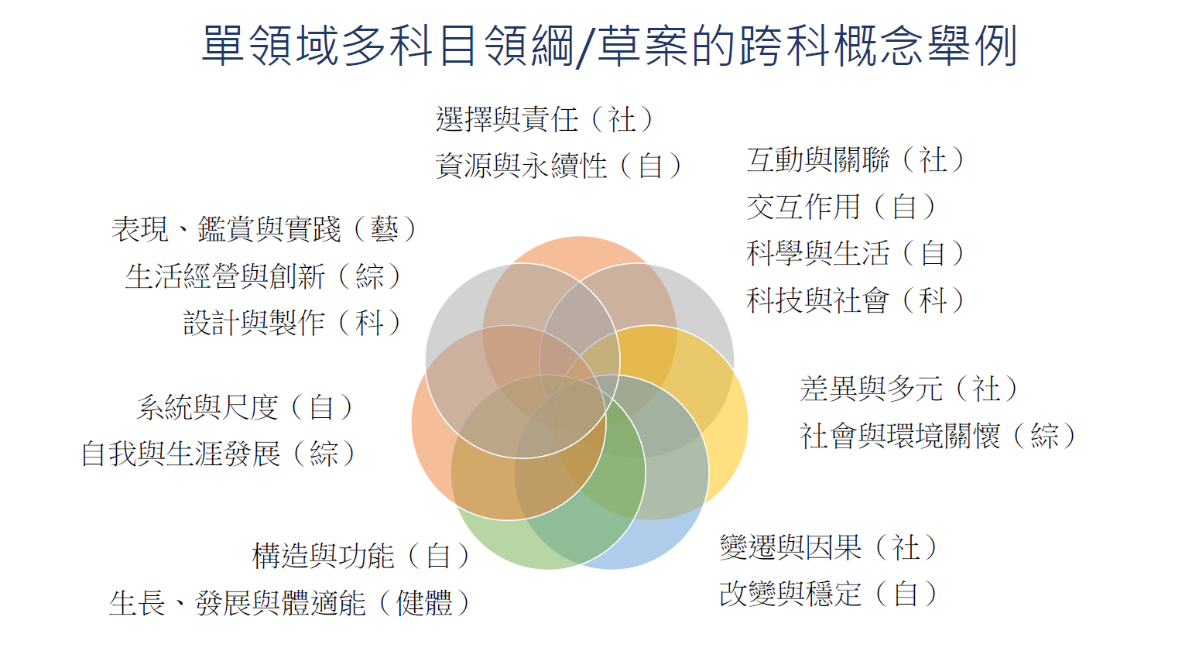 單領域多科目領綱/草案的跨科概念舉例
選擇與責任（社）
資源與永續性（自）
互動與關聯（社）
交互作用（自）
科學與生活（自）
科技與社會（科）
差異與多元（社）
社會與環境關懷（綜）
變遷與因果（社）
改變與穩定（自）
構造與功能（自）
生長、發展與體適能（健體）
系統與尺度（自）
自我與生涯發展（綜）
表現、鑑賞與實踐（藝）
生活經營與創新（綜）
設計與製作（科）